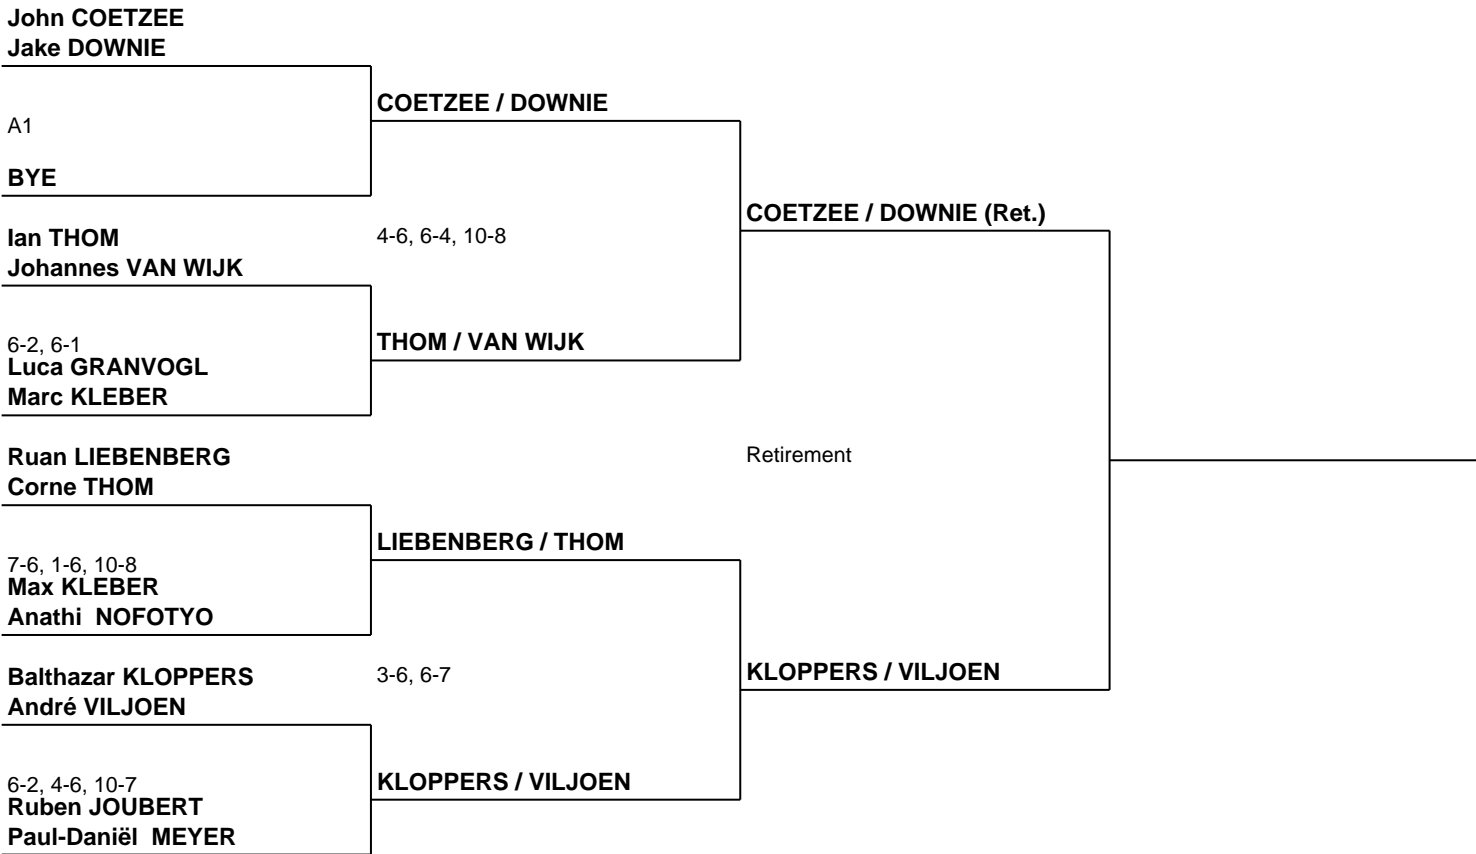 John COETZEE
Jake DOWNIE
A1
BYE
Ian THOM
Johannes VAN WIJK
6-2, 6-1
Luca GRANVOGL
Marc KLEBER
Ruan LIEBENBERG
Corne THOM
7-6, 1-6, 10-8
Max KLEBER
Anathi  NOFOTYO
Balthazar KLOPPERS
André VILJOEN
6-2, 4-6, 10-7
Ruben JOUBERT
Paul-Daniël  MEYER
COETZEE / DOWNIE
4-6, 6-4, 10-8
THOM / VAN WIJK
LIEBENBERG / THOM
3-6, 6-7
KLOPPERS / VILJOEN
COETZEE / DOWNIE (Ret.)
Retirement
KLOPPERS / VILJOEN